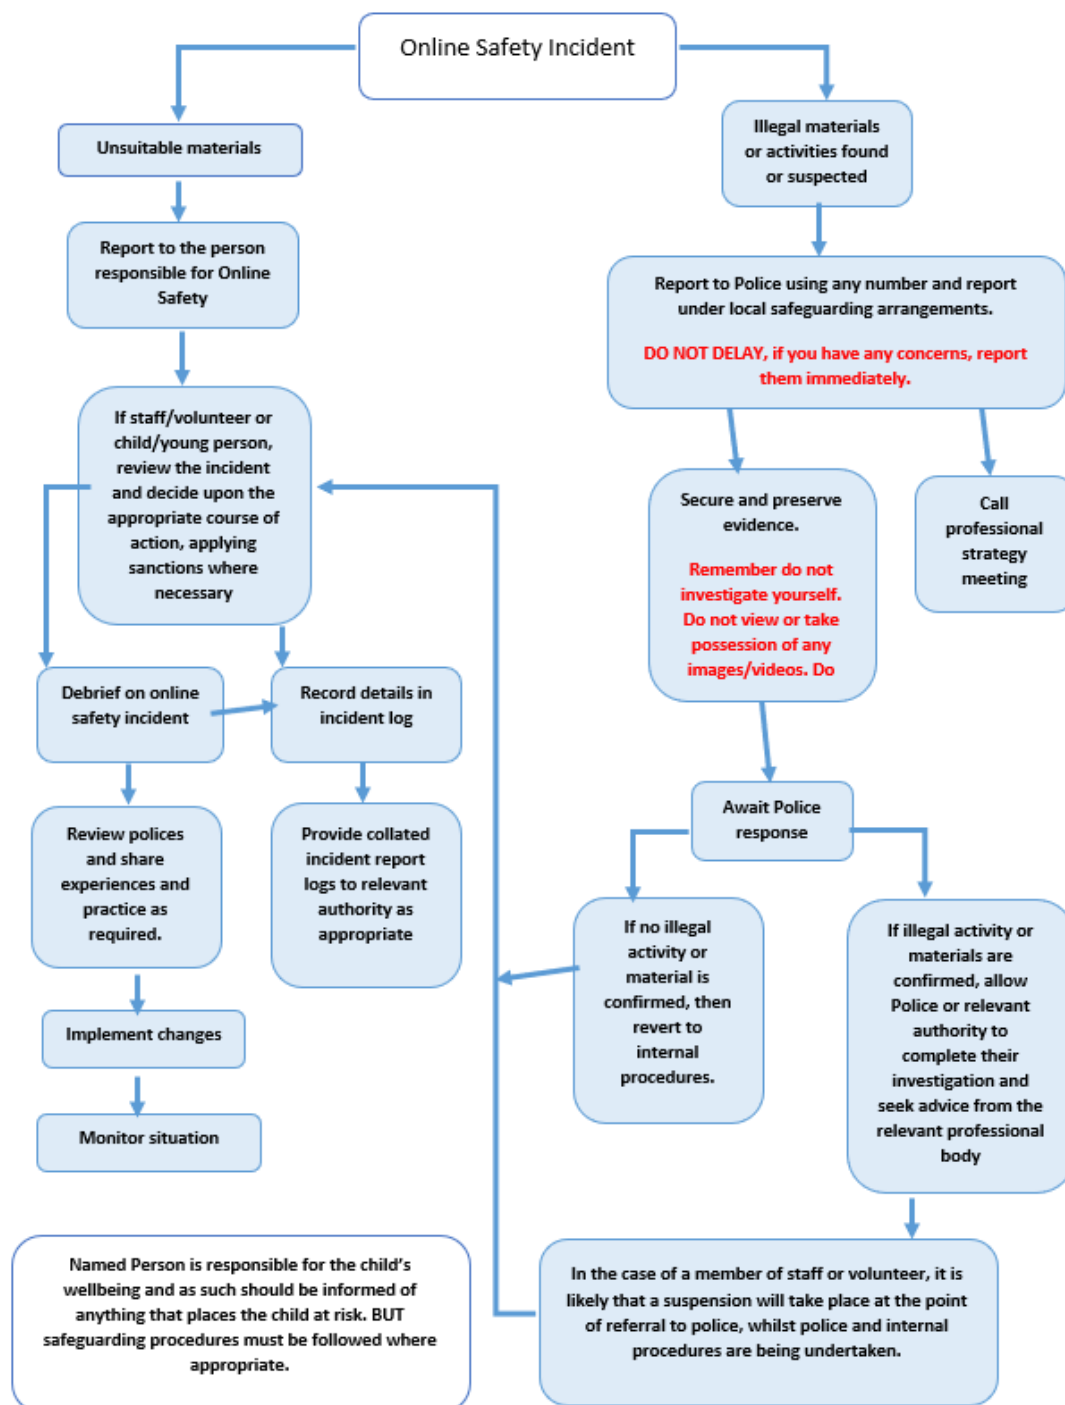 Online Safety Incident
Unsuitable materials
Illegal materials
or activities found
or suspected
Report to the person
responsible for Online
Safety
Report to Police using any number and report
under local safeguarding arrangements.
DO NOT DELAY, if you have any concerns, report
them immediately.
If staff/volunteer or
child/young person,
review the incident
and decide upon the
appropriate course of
action, applying
sanctions where
necessary
Secure and preserve
evidence.
Remember do not
investigate yourself.
Do not view or take
possession of any
images/videos. Do
Call
professional
strategy
meeting
Debrief on online
safety incident
Record details in
incident log
Review polices
and share
experiences and
practice as
required.
Provide collated
incident report
logs to relevant
authority as
appropriate
Await Police
response
If no illegal
activity or
material is
confirmed, then
revert to
internal
procedures.
If illegal activity or
materials are
confirmed, allow
Police or relevant
authority to
complete their
investigation and
seek advice from the
relevant professional
body
Implement changes
Monitor situation
Named Person is responsible for the child's
wellbeing and as such should be informed of
anything that places the child at risk. BUT
safeguarding procedures must be followed where
appropriate.
In the case of a member of staff or volunteer, it is
likely that a suspension will take place at the point
of referral to police, whilst police and internal
procedures are being undertaken.